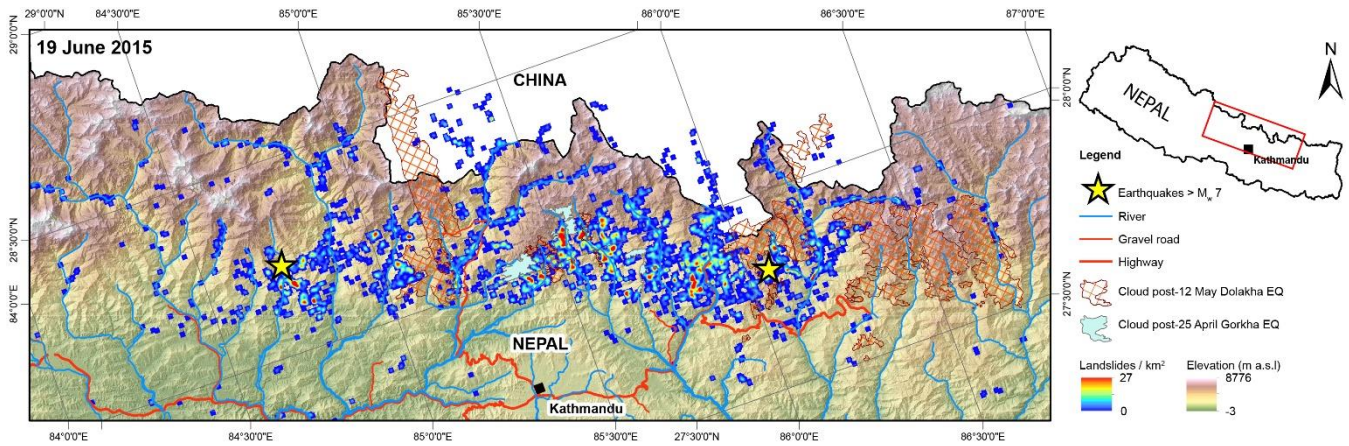 29°0'0"N 84°30'0"E 85°0'0"E 85°30'0"E 86°0'0"E 86°30'0"E 87°0'0"E
29°0'0"N
19 June 2015
CHINA
28°0'0"N
28°30'0"N
84°0'0"E
27°30'0"N
NEPAL
Kathmandu
84°0'0"E 84°30'0"E 85°0'0"E 85°30'0"E 27°30'0"N 86°0'0"E 86°30'0"E
N
NEPAL
Kathmandu
Legend
Earthquakes > Mw 7
River
Gravel road
Highway
Cloud post-12 May Dolakha EQ
Cloud post-25 April Gorkha EQ
Landslides / km² Elevation (m a.s.l)
27 8776
0 -3